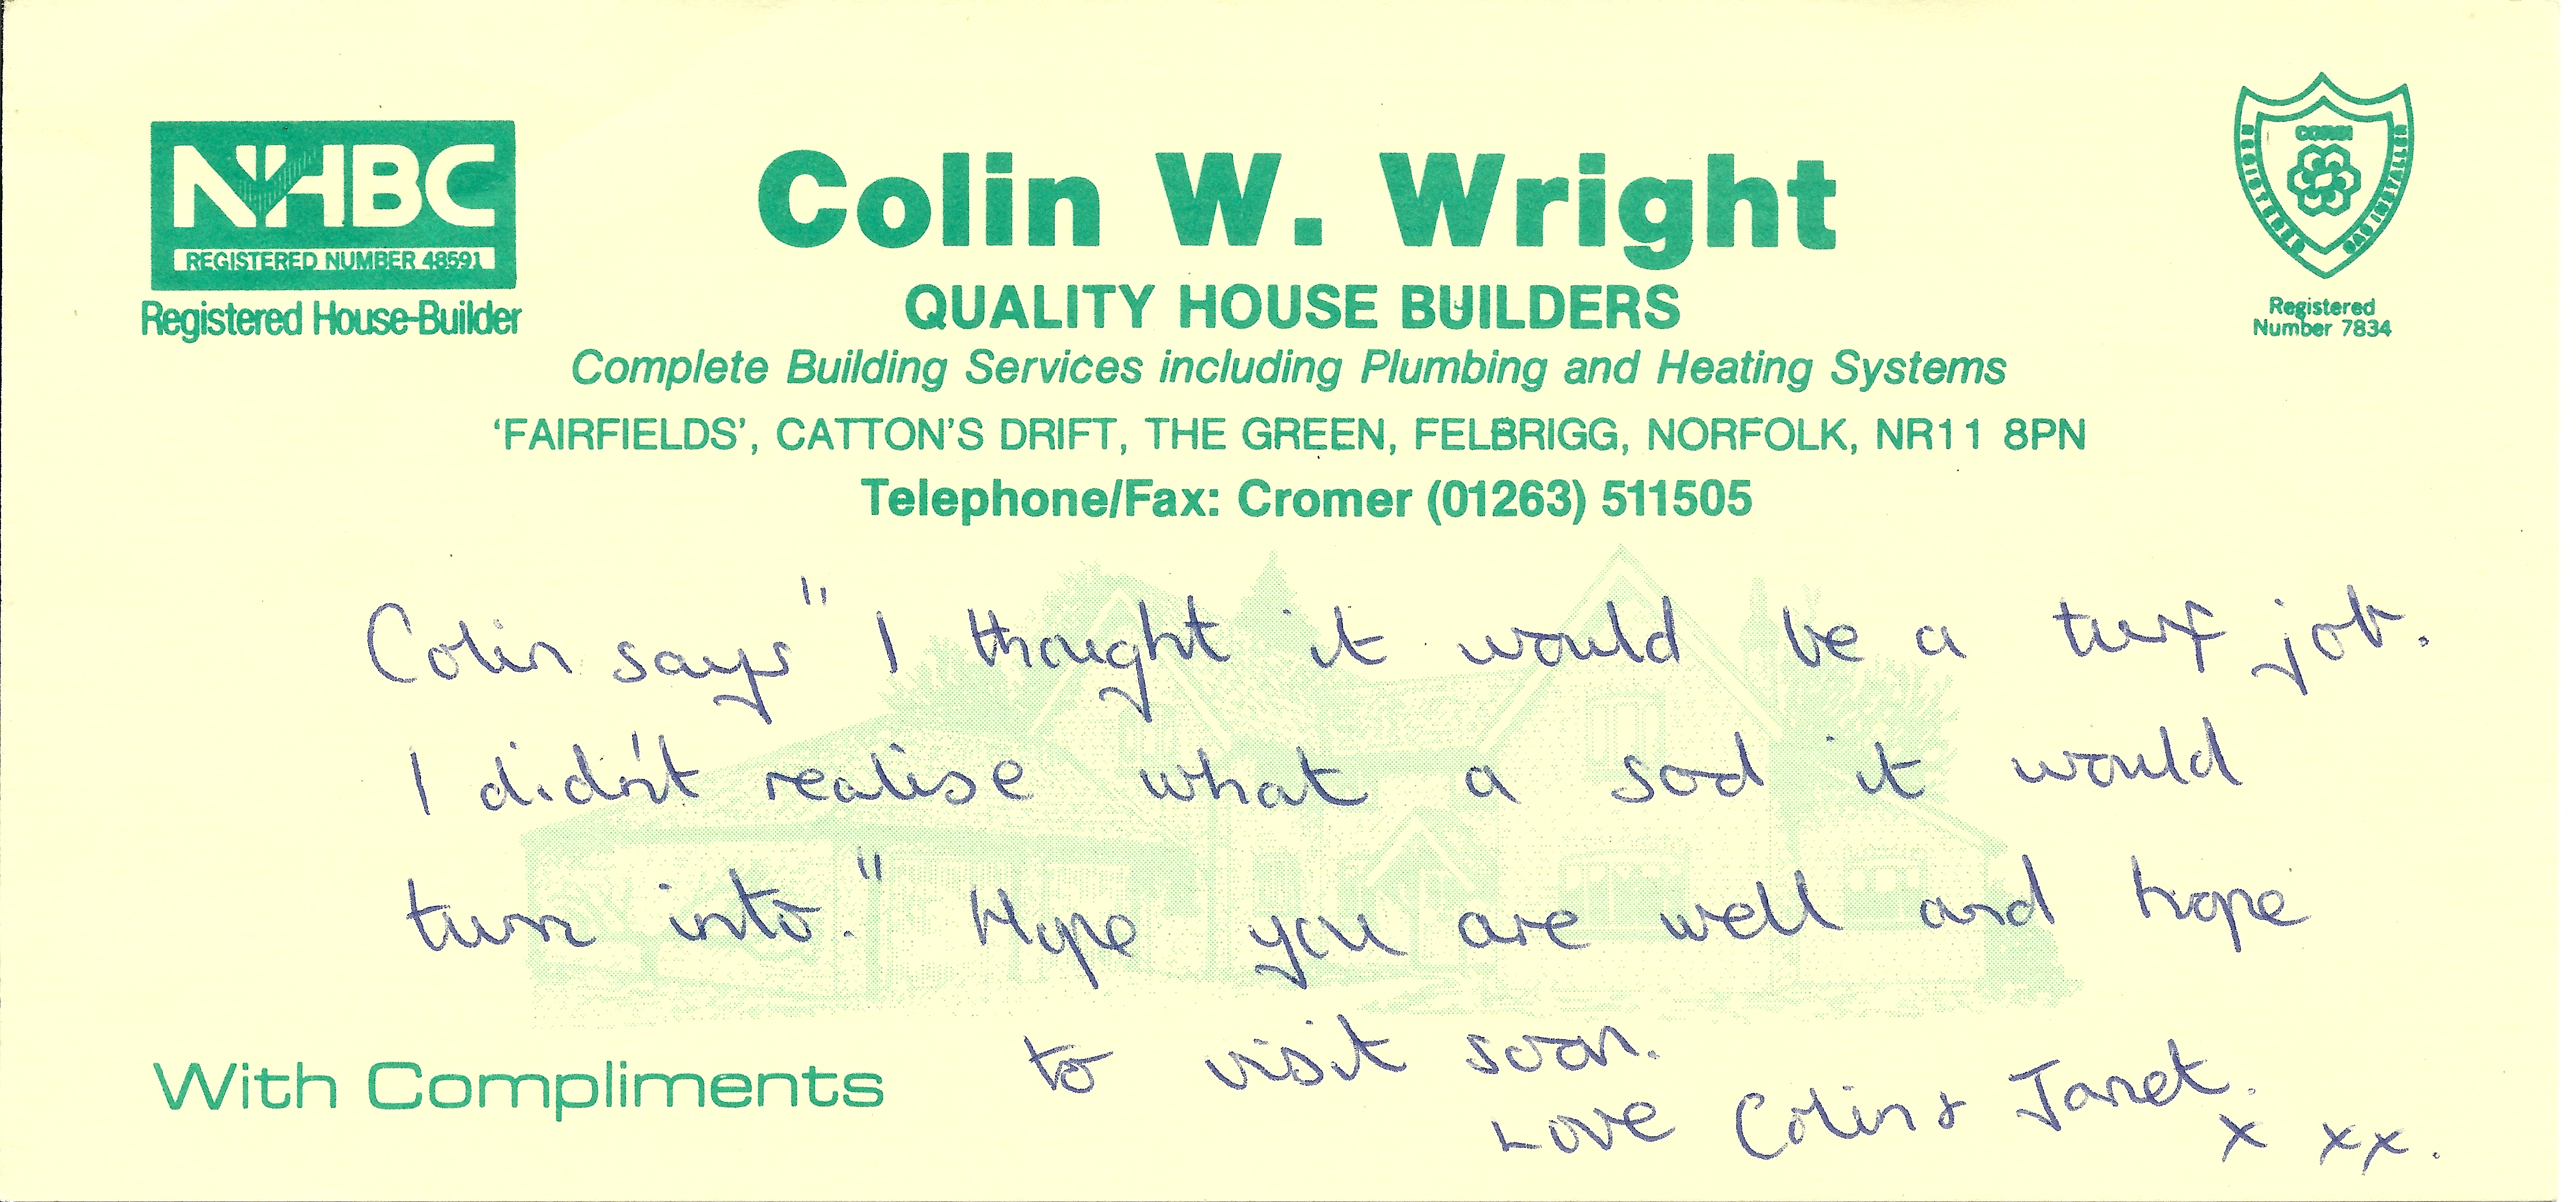 NHBC
REGISTERED NUMBER 48591
Registered House-Builder
Colin W. Wright
QUALITY HOUSE BUILDERS
Complete Building Services including Plumbing and Heating Systems
'FAIRFIELDS', CATTON'S DRIFT, THE GREEN, FELBRIGG, NORFOLK, NR11 8PN
Telephone/Fax: Cromer (01263) 511505
CORGI
REGISTERED GAS INSTALLER
Registered
Number 7834
Colin says "I thought it would be a turf job.
I didn't realise what a sod it would
turn into." Hope you are well and hope
to visit soon.
Love Colin & Janet.
x xx.
With Compliments